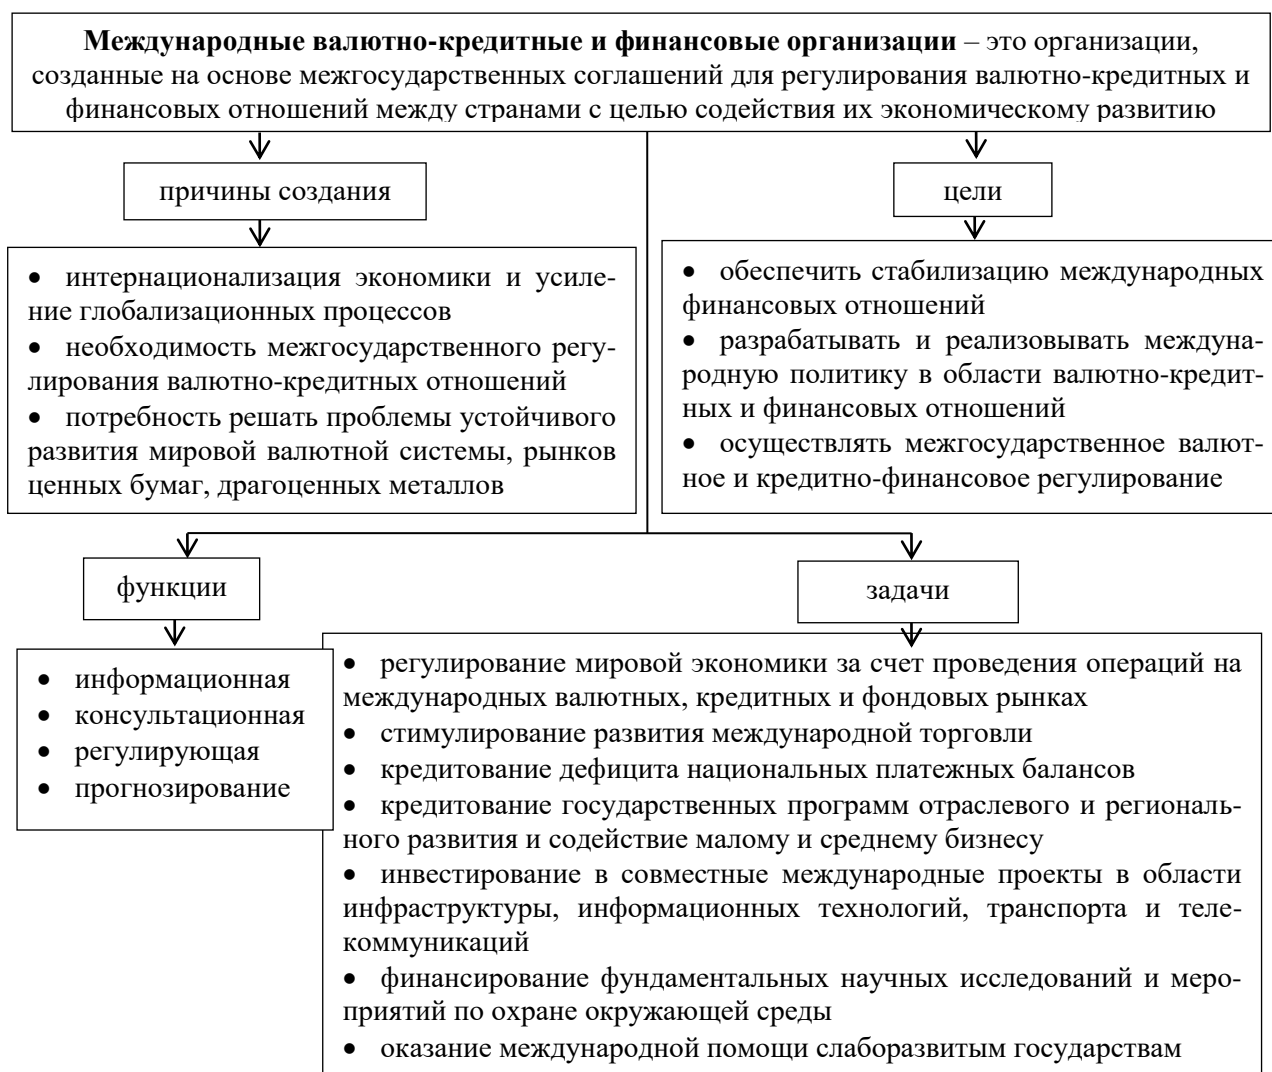 Международные валютно-кредитные и финансовые организации – это организации,
созданные на основе межгосударственных соглашений для регулирования валютно-кредитных и
финансовых отношений между странами с целью содействия их экономическому развитию
причины создания
цели
• интернационализация экономики и усиле-
ние глобализационных процессов
• необходимость межгосударственного регу-
лирования валютно-кредитных отношений
• потребность решать проблемы устойчивого
развития мировой валютной системы, рынков
ценных бумаг, драгоценных металлов
• обеспечить стабилизацию международных
финансовых отношений
• разрабатывать и реализовывать междуна-
родную политику в области валютно-кредит-
ных и финансовых отношений
• осуществлять межгосударственное валют-
ное и кредитно-финансовое регулирование
функции
задачи
• информационная
• консультационная
• регулирующая
• прогнозирование
• регулирование мировой экономики за счет проведения операций на
международных валютных, кредитных и фондовых рынках
• стимулирование развития международной торговли
• кредитование дефицита национальных платежных балансов
• кредитование государственных программ отраслевого и региональ-
ного развития и содействие малому и среднему бизнесу
• инвестирование в совместные международные проекты в области
инфраструктуры, информационных технологий, транспорта и теле-
коммуникаций
• финансирование фундаментальных научных исследований и меро-
приятий по охране окружающей среды
• оказание международной помощи слаборазвитым государствам